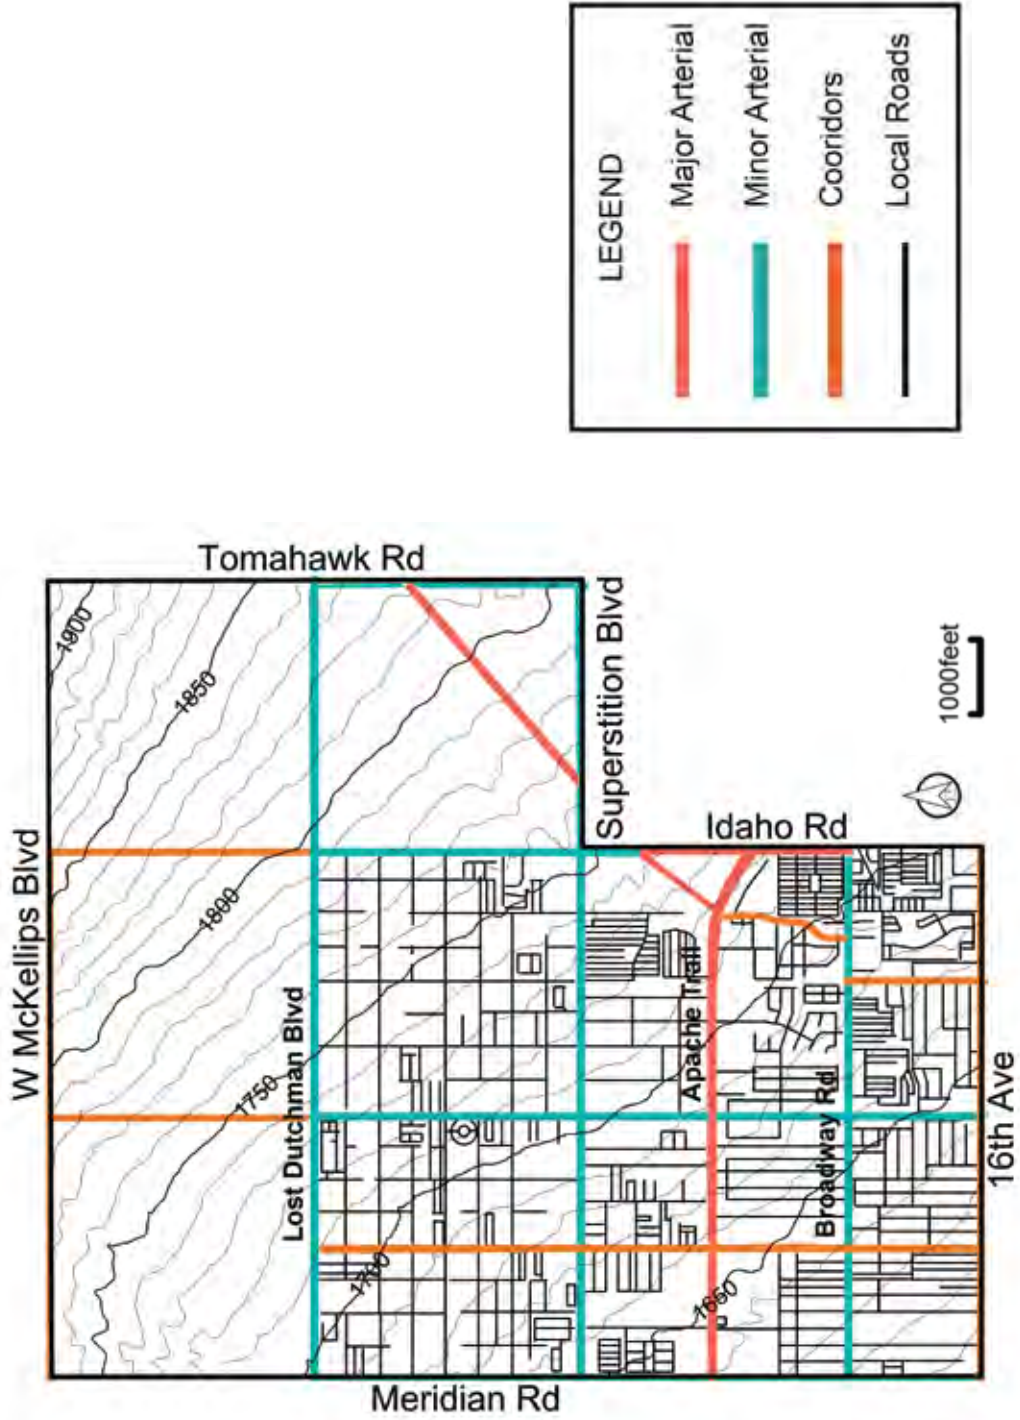 LEGEND
Major Arterial
Minor Arterial
Cooridors
Local Roads
Tomahawk Rd
W McKellips Blvd
1900
1850
1800
1750
1700
1650
Lost Dutchman Blvd
Superstition Blvd
Idaho Rd
Apache Trail
Broadway Rd
1000feet
16th Ave
Meridian Rd